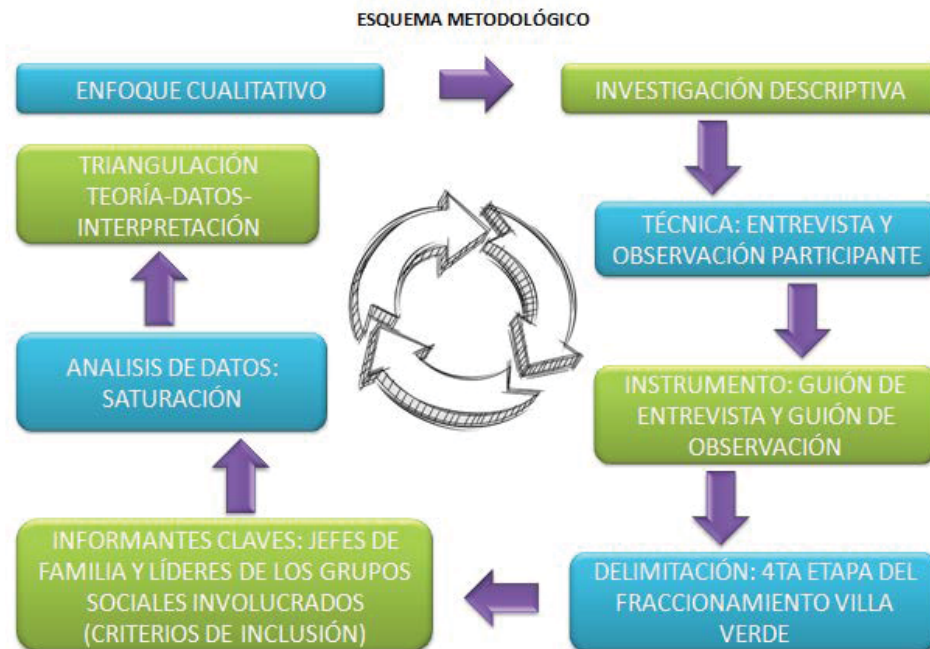 ESQUEMA METODOLÓGICO
ENFOQUE CUALITATIVO
INVESTIGACIÓN DESCRIPTIVA
TÉCNICA: ENTREVISTA Y
OBSERVACIÓN PARTICIPANTE
INSTRUMENTO: GUIÓN DE
ENTREVISTA Y GUIÓN DE
OBSERVACIÓN
DELIMITACIÓN: 4TA ETAPA DEL
FRACCIONAMIENTO VILLA
VERDE
INFORMANTES CLAVES: JEFES DE
FAMILIA Y LÍDERES DE LOS GRUPOS
SOCIALES INVOLUCRADOS
(CRITERIOS DE INCLUSIÓN)
ANALISIS DE DATOS:
SATURACIÓN
TRIANGULACIÓN
TEORÍA-DATOS-
INTERPRETACIÓN